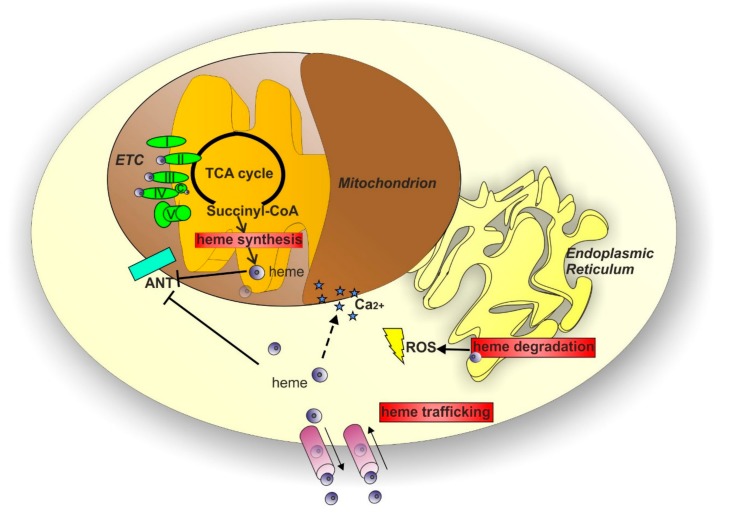 ETC
I
II
III
IV
V
TCA cycle
Succinyl-CoA
heme synthesis
heme
ANT
Mitochondrion
Endoplasmic
Reticulum
Ca2+
ROS
heme degradation
heme
heme trafficking